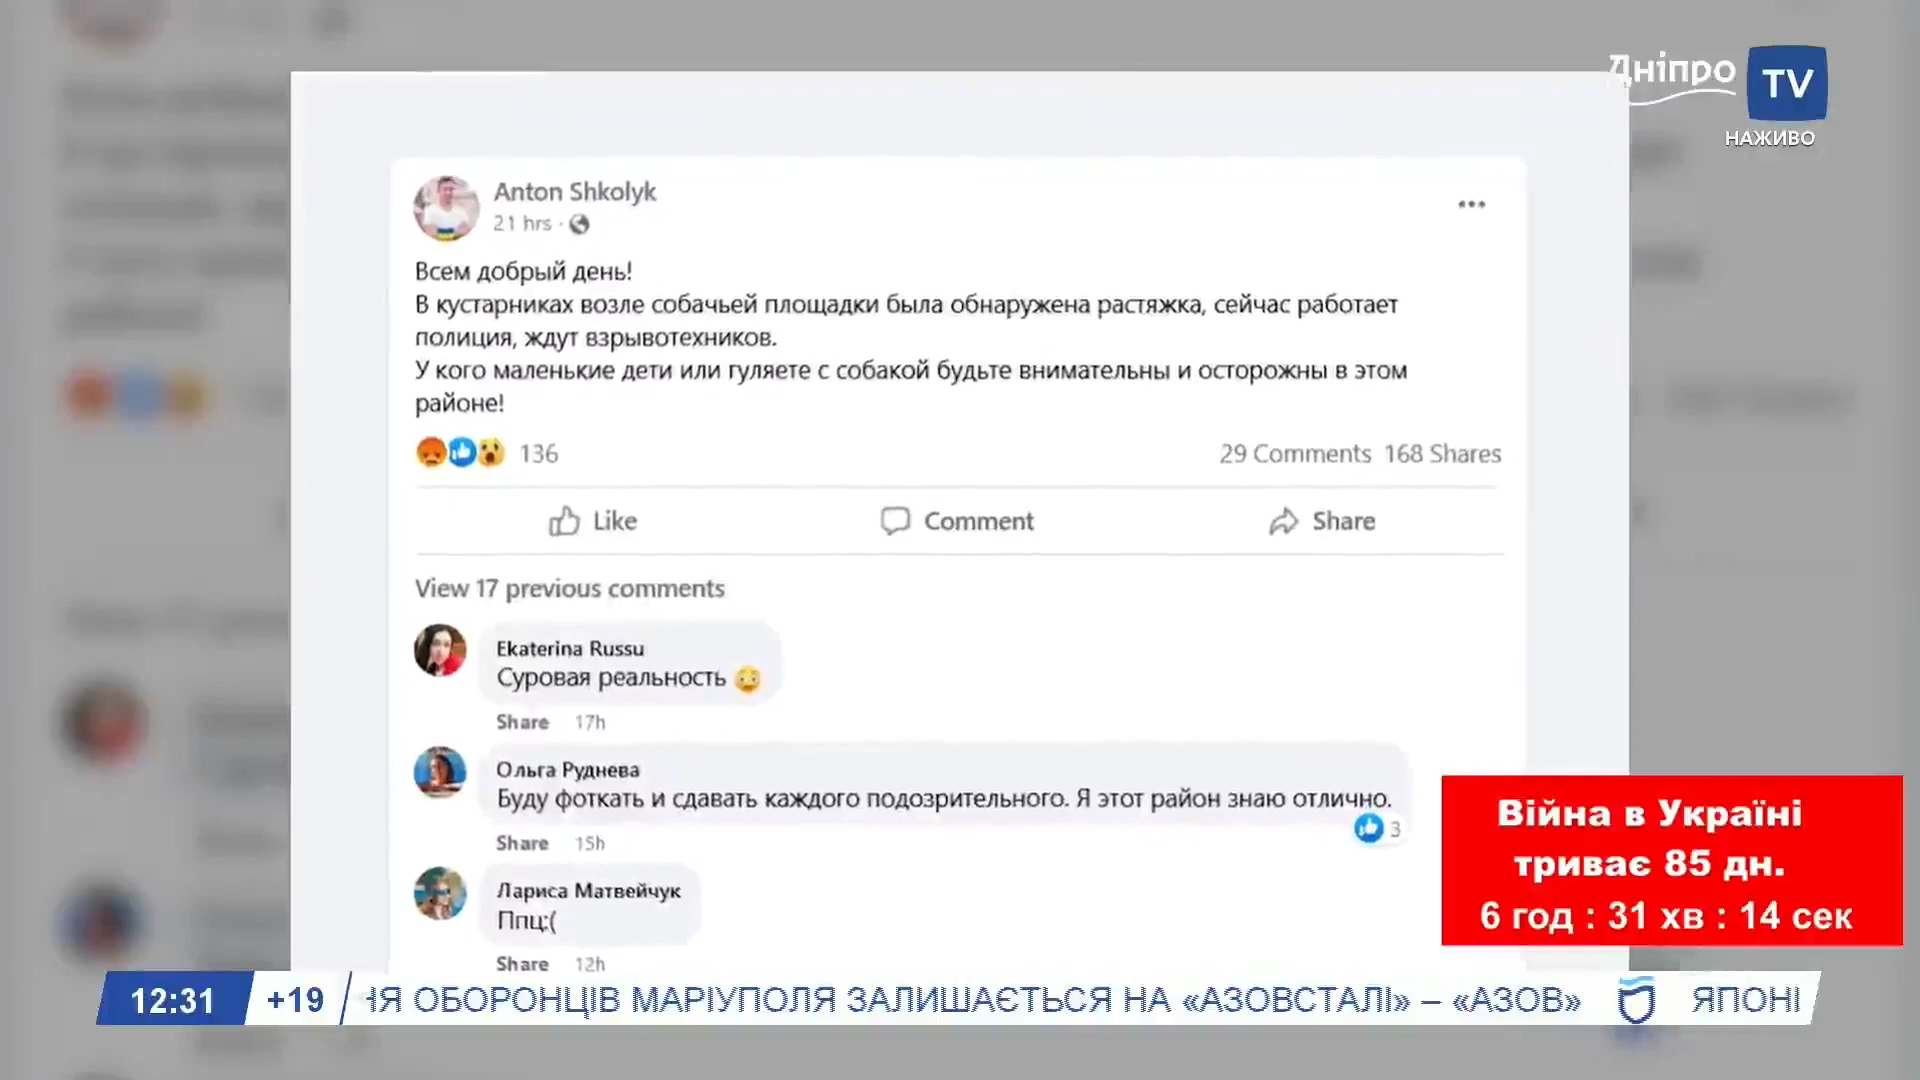 Дніпро TV
НАЖИВО
Anton Shkolyk
21 hrs ·
Всем добрый день!
В кустарниках возле собачьей площадки была обнаружена растяжка, сейчас работает
полиция, ждут взрывотехников.
У кого маленькие дети или гуляете с собакой будьте внимательны и осторожны в этом
районе!
136
29 Comments 168 Shares
Like Comment Share
View 17 previous comments
Ekaterina Russu
Суровая реальность 😳
Share 17h
Ольга Руднева
Буду фоткать и сдавать каждого подозрительного. Я этот район знаю отлично.
3
Share 15h
Лариса Матвейчук
Ппц:(
Share 12h
Війна в Україні
триває 85 дн.
6 год : 31 хв : 14 сек
12:31 +19 ІЯ ОБОРОНЦІВ МАРІУПОЛЯ ЗАЛИШАЄТЬСЯ НА «АЗОВСТАЛІ» – «АЗОВ» ЯПОНІ